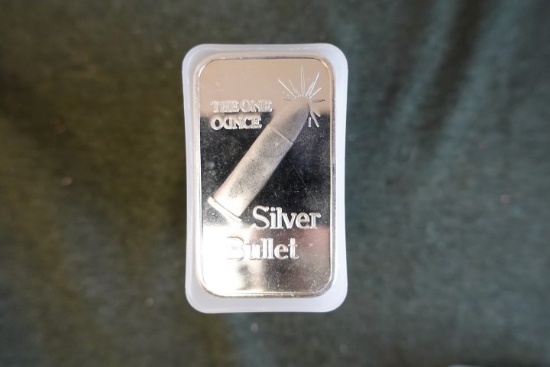 THE ONE
OUNCE
Silver
Bullet